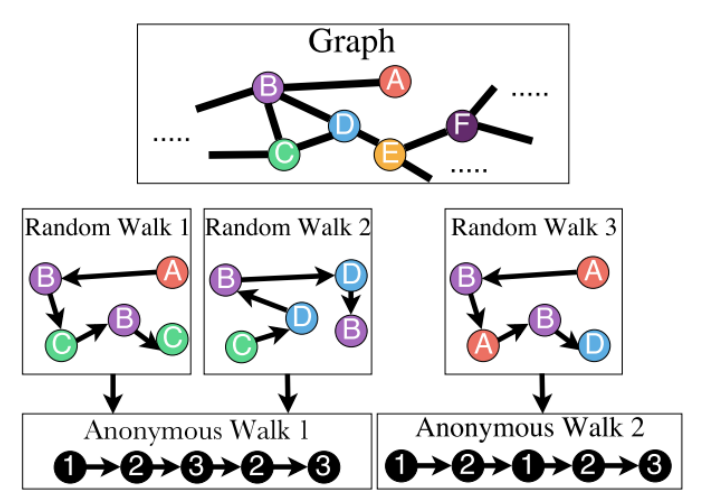 Graph
B A
D
C E F
.....
.....
.....
Random Walk 1
B A
C B C
Random Walk 2
B D
D B
C
Random Walk 3
B A
A B D
Anonymous Walk 1
1 2 3 2 3
Anonymous Walk 2
1 2 1 2 3